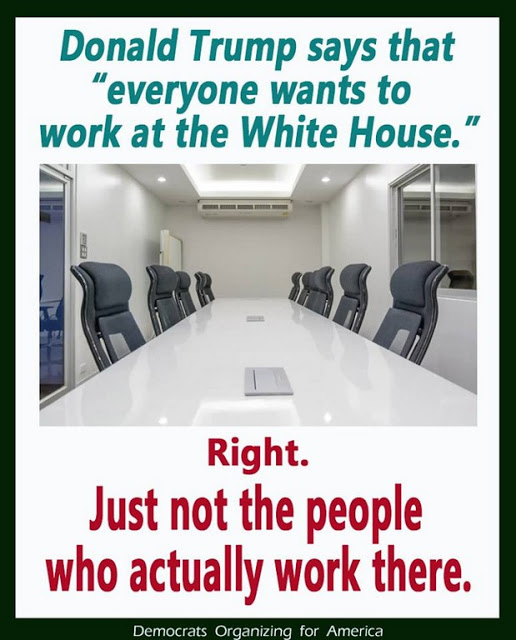 Donald Trump says that
“everyone wants to
work at the White House.”
Right.
Just not the people
who actually work there.
Democrats Organizing for America